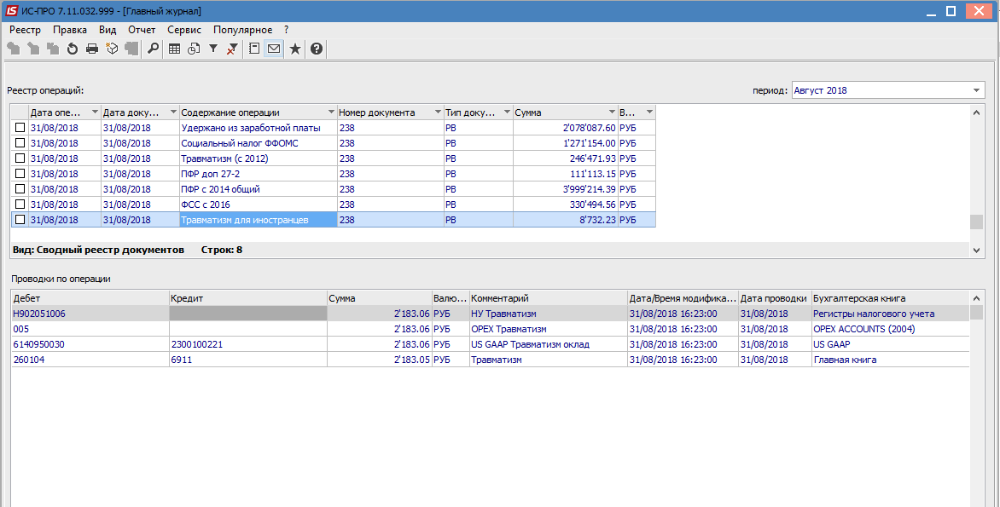 ИС-ПРО 7.11.032.999 - [Главный журнал]
Реестр Правка Вид Отчет Сервис Популярное ?
Реестр операций: период: Август 2018
Дата опе... Дата доку... Содержание операции Номер документа Тип доку... Сумма В...
31/08/2018 31/08/2018 Удержано из заработной платы 238 РВ 2'078'087.60 РУБ
31/08/2018 31/08/2018 Социальный налог ФФОМС 238 РВ 1'271'154.00 РУБ
31/08/2018 31/08/2018 Травматизм (с 2012) 238 РВ 246'471.93 РУБ
31/08/2018 31/08/2018 ПФР доп 27-2 238 РВ 111'113.15 РУБ
31/08/2018 31/08/2018 ПФР с 2014 общий 238 РВ 3'999'214.39 РУБ
31/08/2018 31/08/2018 ФСС с 2016 238 РВ 330'494.56 РУБ
31/08/2018 31/08/2018 Травматизм для иностранцев 238 РВ 8'732.23 РУБ
Вид: Сводный реестр документов Строк: 8
Проводки по операции
Дебет Кредит Сумма Валю... Комментарий Дата/Время модифика... Дата проводки Бухгалтерская книга
Н902051006 2'183.06 РУБ НУ Травматизм 31/08/2018 16:23:00 31/08/2018 Регистры налогового учета
005 2'183.06 РУБ OPEX Травматизм 31/08/2018 16:23:00 31/08/2018 OPEX ACCOUNTS (2004)
6140950030 2300100221 2'183.06 РУБ US GAAP Травматизм оклад 31/08/2018 16:23:00 31/08/2018 US GAAP
260104 6911 2'183.05 РУБ Травматизм 31/08/2018 16:23:00 31/08/2018 Главная книга